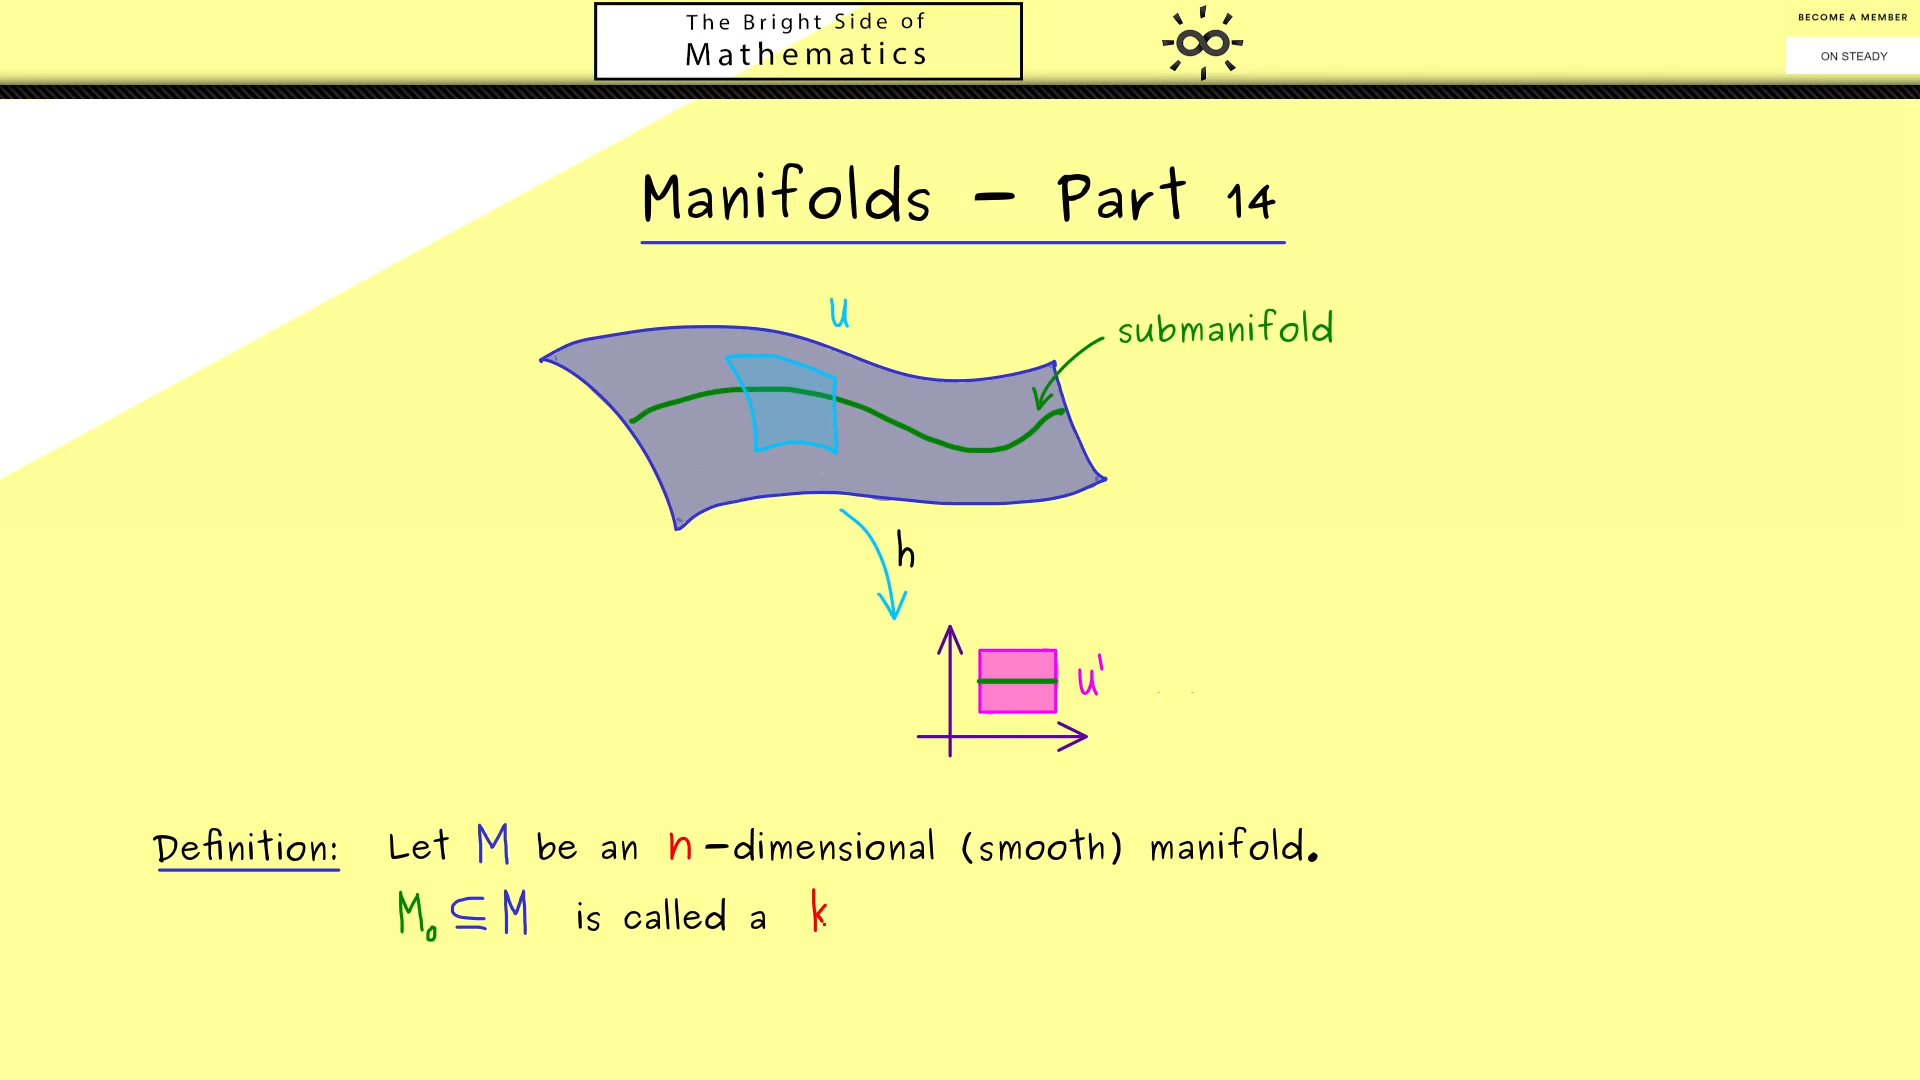 The Bright Side of
Mathematics
BECOME A MEMBER
ON STEADY
Manifolds - Part 14
U
submanifold
h
U'
Definition: Let M be an n-dimensional (smooth) manifold.
M₀ ⊆ M is called a k